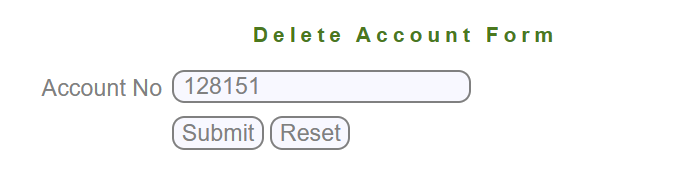 Delete Account Form
Account No 128151
Submit Reset